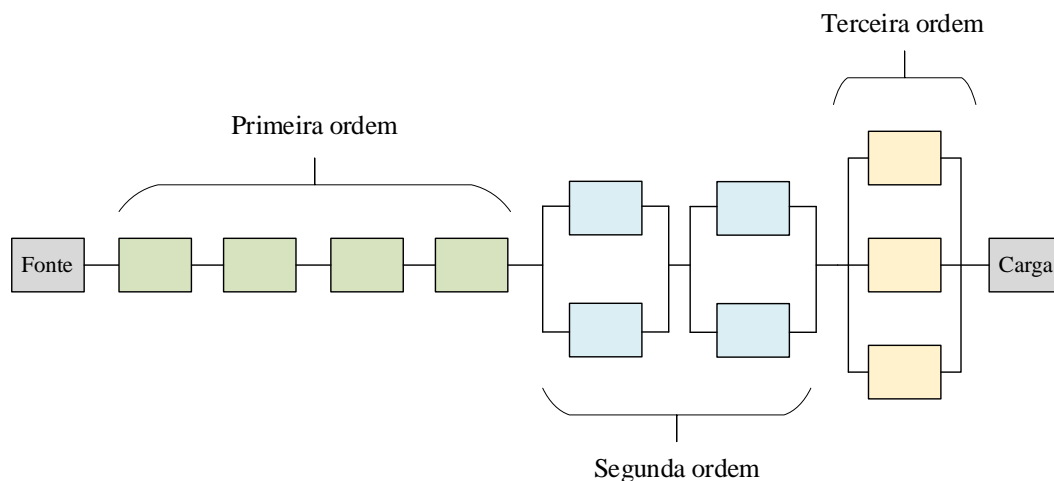 Terceira ordem
Primeira ordem
Fonte
Carga
Segunda ordem